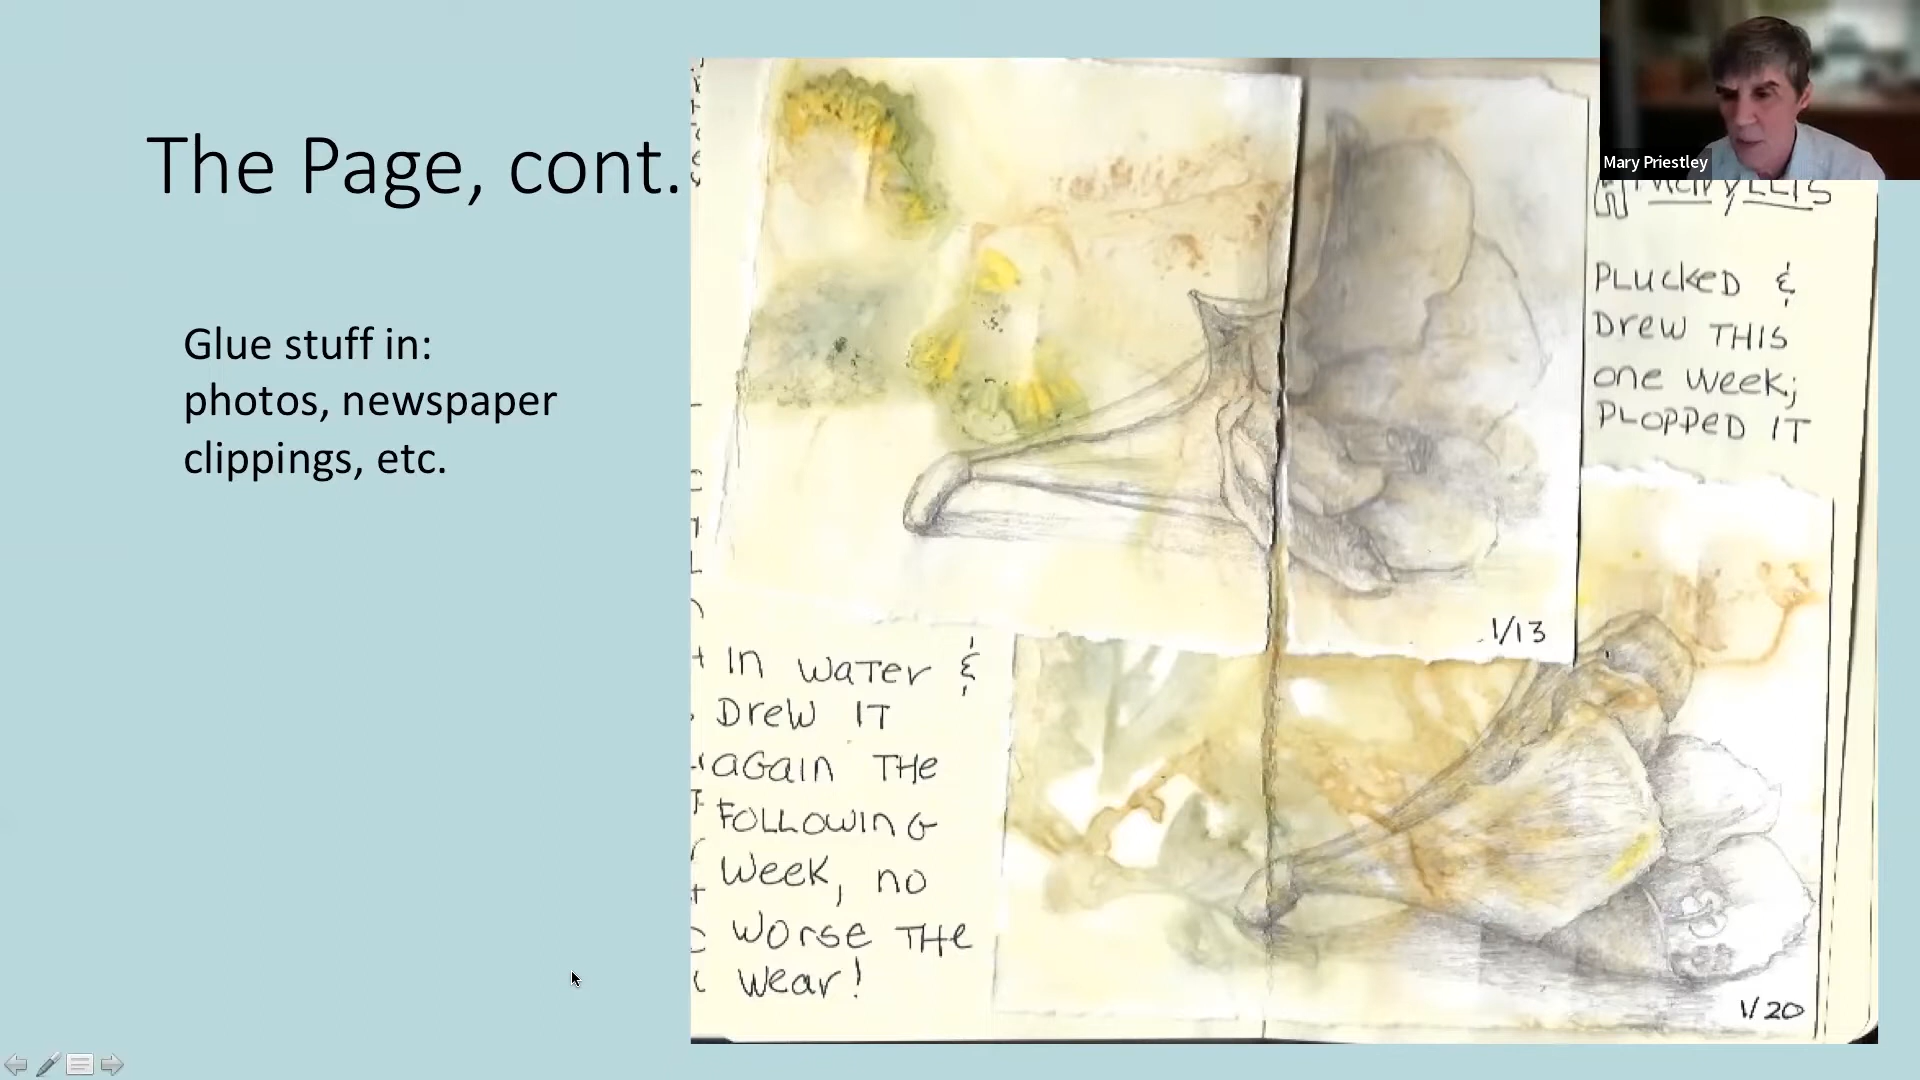 The Page, cont.
Glue stuff in:
photos, newspaper
clippings, etc.
Mary Priestley
Amaryllis
PLUCKED &
Drew THIS
one week;
PLOPPED IT
1/13
In water &
Drew IT
again THe
FOLLOWING
Week, no
worse THe
wear!
1/20